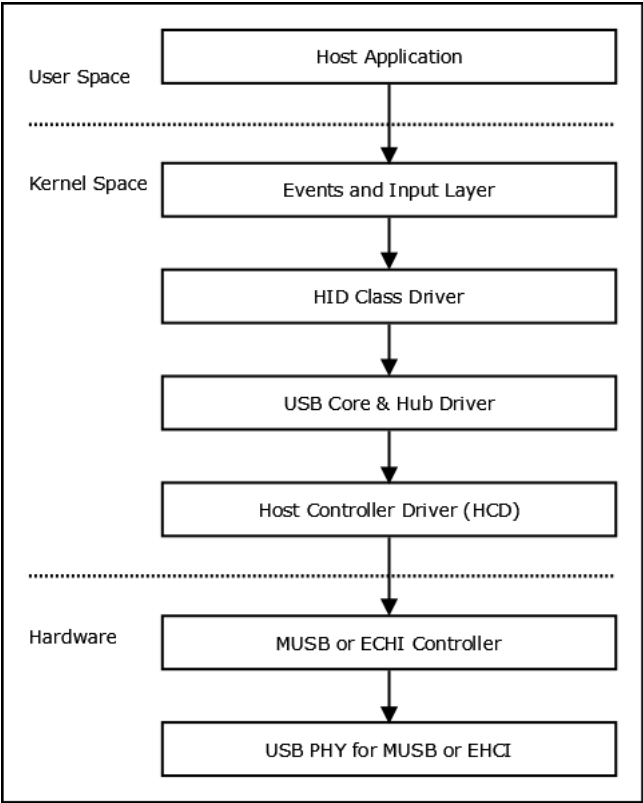 Host Application
User Space
Kernel Space
Events and Input Layer
HID Class Driver
USB Core & Hub Driver
Host Controller Driver (HCD)
Hardware
MUSB or ECHI Controller
USB PHY for MUSB or EHCI